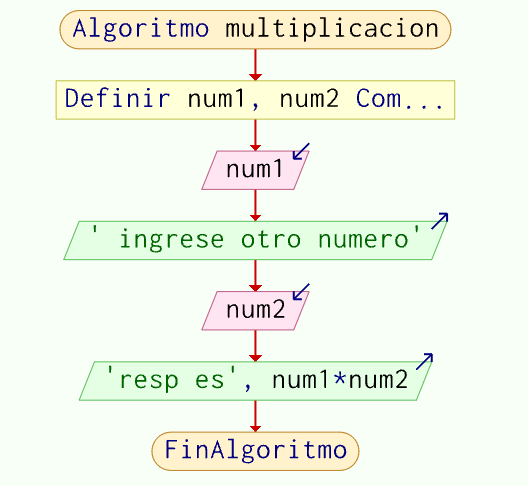 Algoritmo multiplicacion
Definir num1, num2 Com...
num1
' ingrese otro numero'
num2
'resp es', num1*num2
FinAlgoritmo